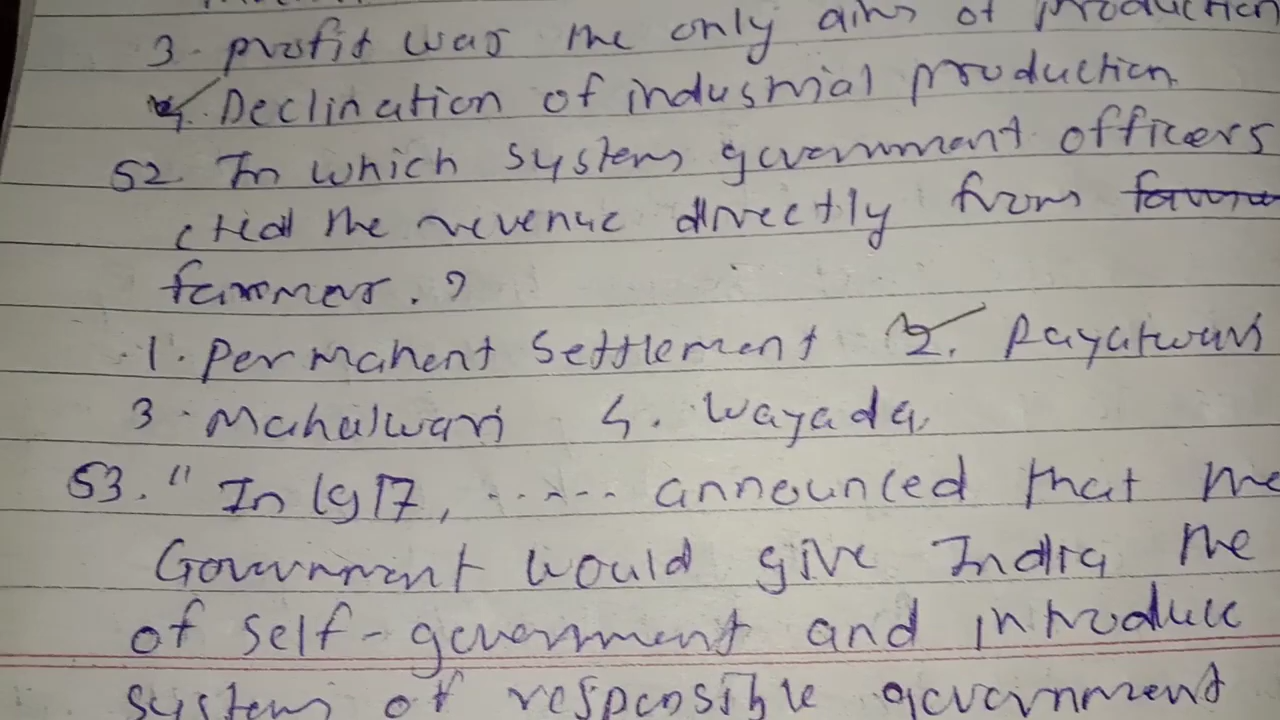 3. profit was the only aim of production
4. Declination of industrial production.
52. In which system government officers
cted the revenue directly from
farmers.?
1. Permanent Settlement 2. Rayatwari
3. Mahalwari 4. Wayada.
53. "In 1917, ...... announced that the
Government would give India the
of self-government and introduce
system of responsible government